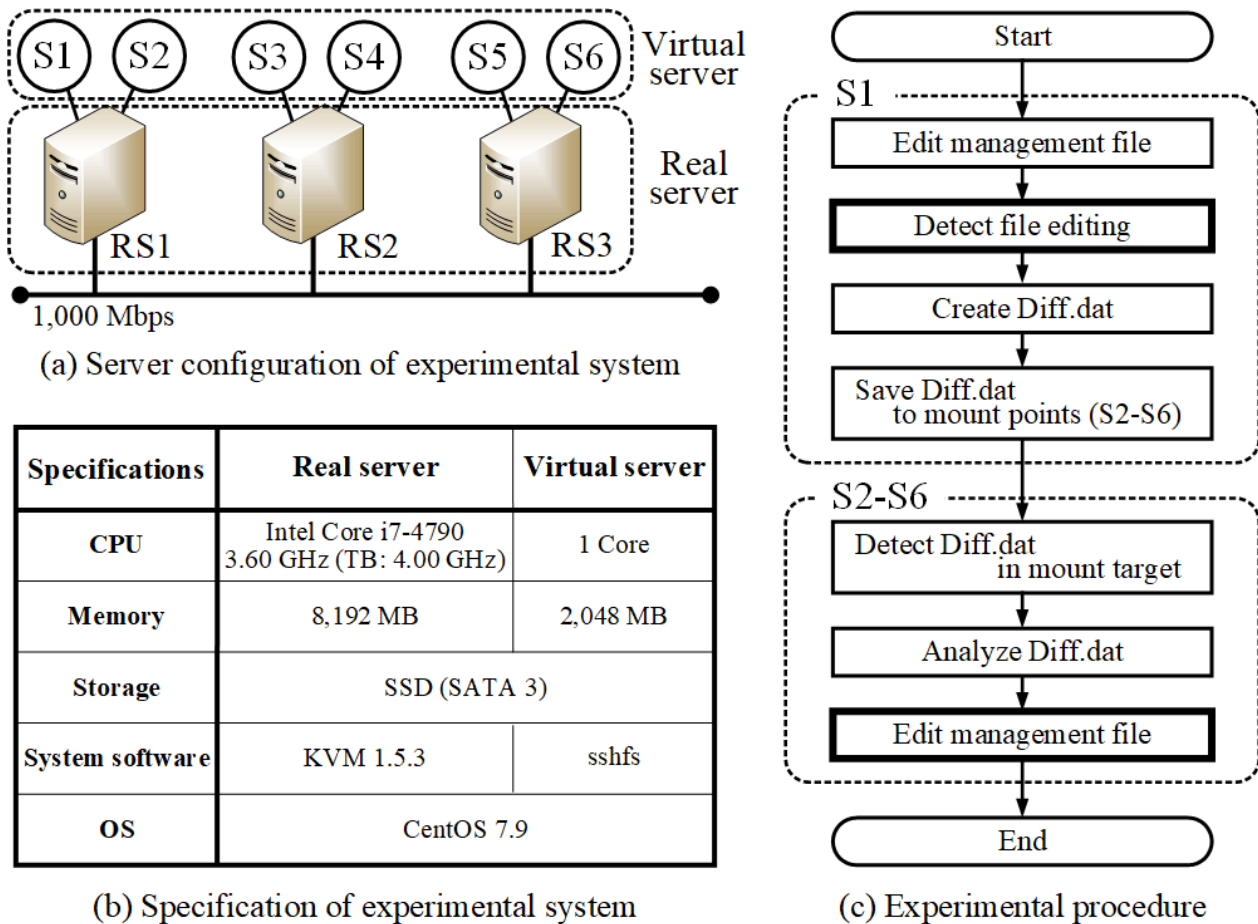 S1 S2 S3 S4 S5 S6
Virtual
server
Real
server
RS1 RS2 RS3
1,000 Mbps
(a) Server configuration of experimental system
Specifications Real server Virtual server
CPU Intel Core i7-4790
3.60 GHz (TB: 4.00 GHz) 1 Core
Memory 8,192 MB 2,048 MB
Storage SSD (SATA 3)
System software KVM 1.5.3 sshfs
OS CentOS 7.9
(b) Specification of experimental system
Start
S1
Edit management file
Detect file editing
Create Diff.dat
Save Diff.dat
to mount points (S2-S6)
S2-S6
Detect Diff.dat
in mount target
Analyze Diff.dat
Edit management file
End
(c) Experimental procedure